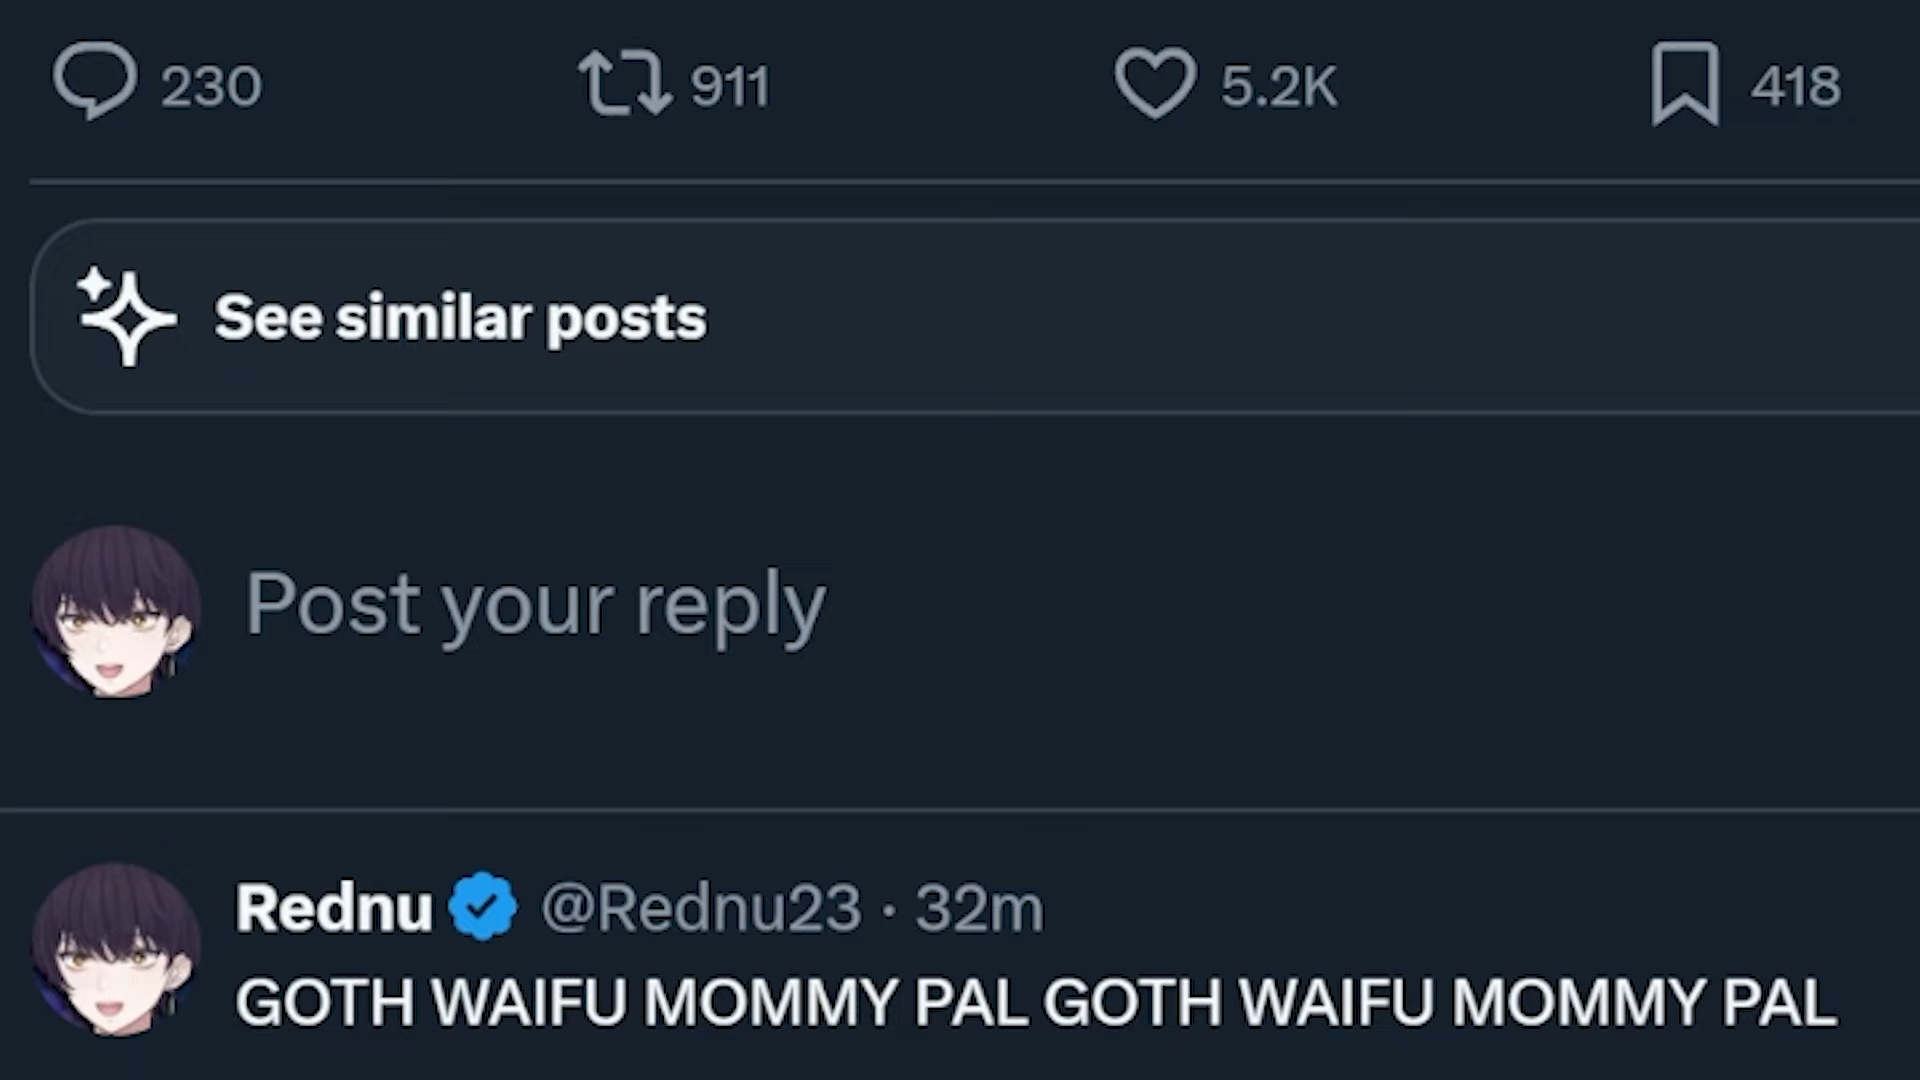 230 911 5.2K 418
See similar posts
Post your reply
Rednu @Rednu23 · 32m
GOTH WAIFU MOMMY PAL GOTH WAIFU MOMMY PAL